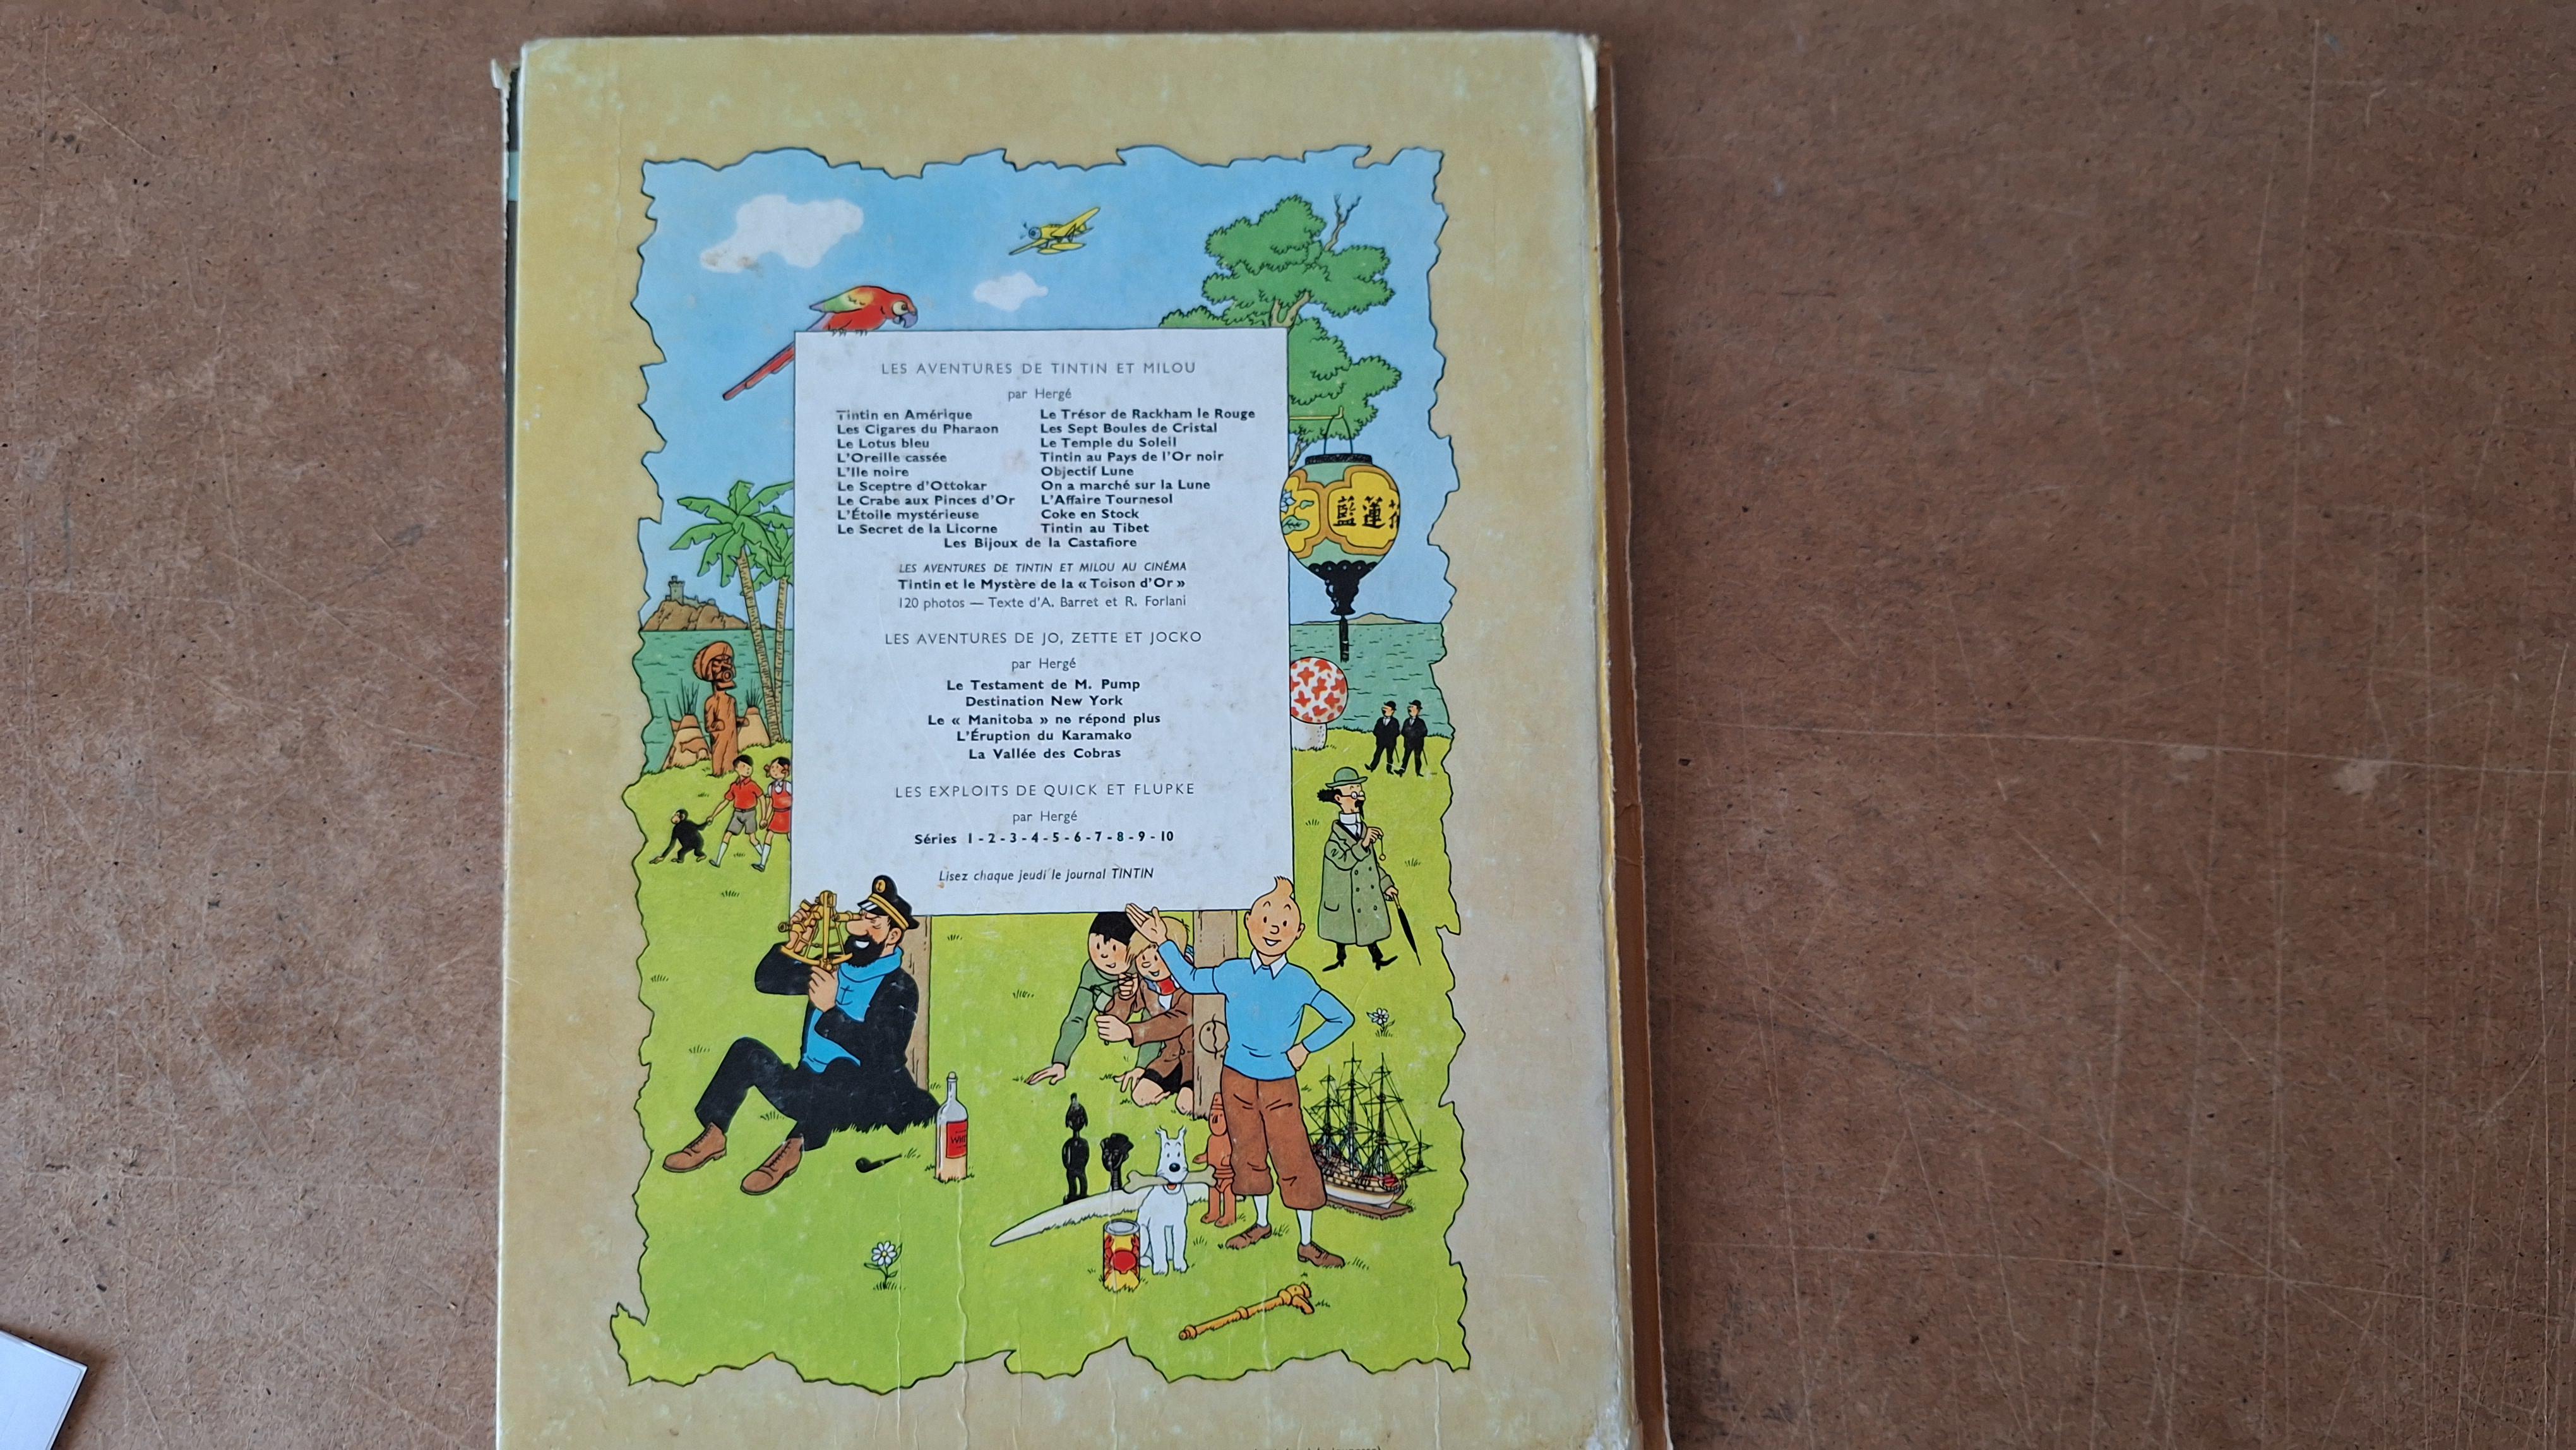 LES AVENTURES DE TINTIN ET MILOU
par Hergé
Tintin en Amérique
Les Cigares du Pharaon
Le Lotus bleu
L'Oreille cassée
L'Ile noire
Le Sceptre d'Ottokar
Le Crabe aux Pinces d'Or
L'Étoile mystérieuse
Le Secret de la Licorne
Le Trésor de Rackham le Rouge
Les Sept Boules de Cristal
Le Temple du Soleil
Tintin au Pays de l'Or noir
Objectif Lune
On a marché sur la Lune
L'Affaire Tournesol
Coke en Stock
Tintin au Tibet
Les Bijoux de la Castafiore
LES AVENTURES DE TINTIN ET MILOU AU CINÉMA
Tintin et le Mystère de la « Toison d'Or »
120 photos — Texte d'A. Barret et R. Forlani
LES AVENTURES DE JO, ZETTE ET JOCKO
par Hergé
Le Testament de M. Pump
Destination New York
Le « Manitoba » ne répond plus
L'Éruption du Karamako
La Vallée des Cobras
LES EXPLOITS DE QUICK ET FLUPKE
par Hergé
Séries 1 - 2 - 3 - 4 - 5 - 6 - 7 - 8 - 9 - 10
Lisez chaque jeudi le journal TINTIN
藍蓮